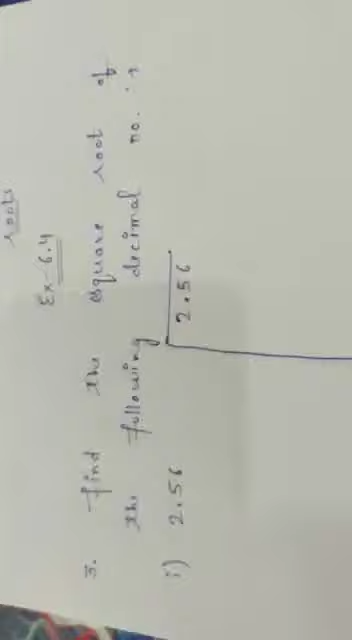 roots
Ex-6.4
3. find the square root of
the following decimal no.
i) 2.56
2.56